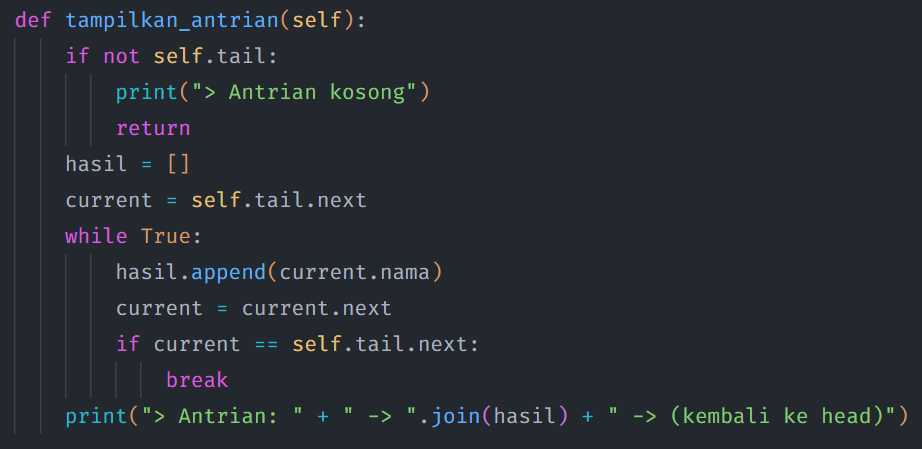 def tampilkan_antrian(self):
    if not self.tail:
        print("> Antrian kosong")
        return
    hasil = []
    current = self.tail.next
    while True:
        hasil.append(current.nama)
        current = current.next
        if current == self.tail.next:
            break
    print("> Antrian: " + " -> ".join(hasil) + " -> (kembali ke head)")